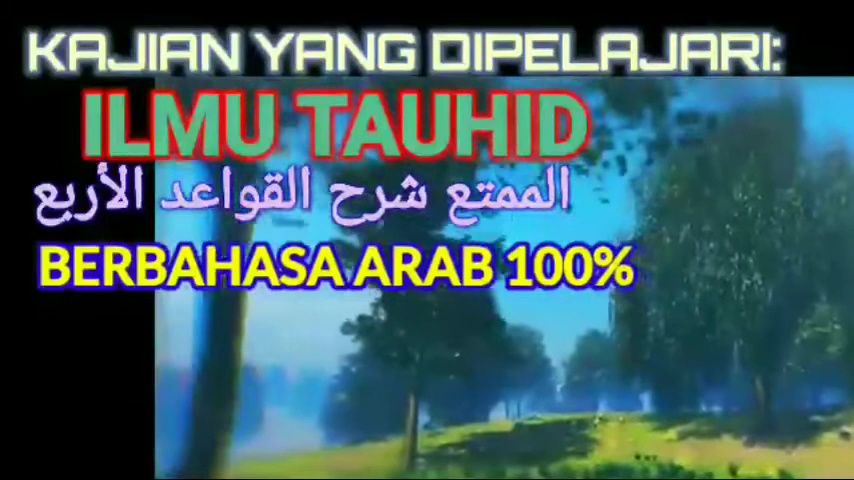 KAJIAN YANG DIPELAJARI:
ILMU TAUHID
الممتع شرح القواعد الأربع
BERBAHASA ARAB 100%